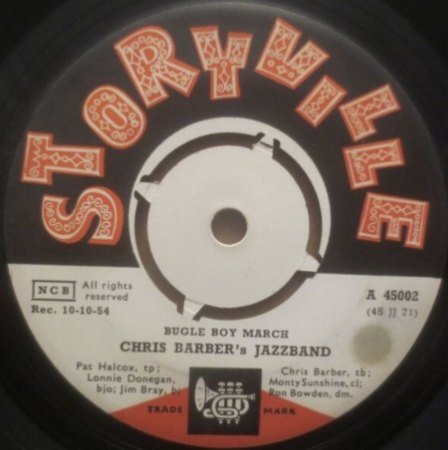 STORYVILLE
NCB
All rights
reserved
Rec. 10-10-54
A 45002
(45 JJ 21)
BUGLE BOY MARCH
CHRIS BARBER's JAZZBAND
Pat Halcox, tp;
Lonnie Donegan,
bjo; Jim Bray, b;
Chris Barber, tb;
Monty Sunshine, cl;
Ron Bowden, dm.
TRADE MARK